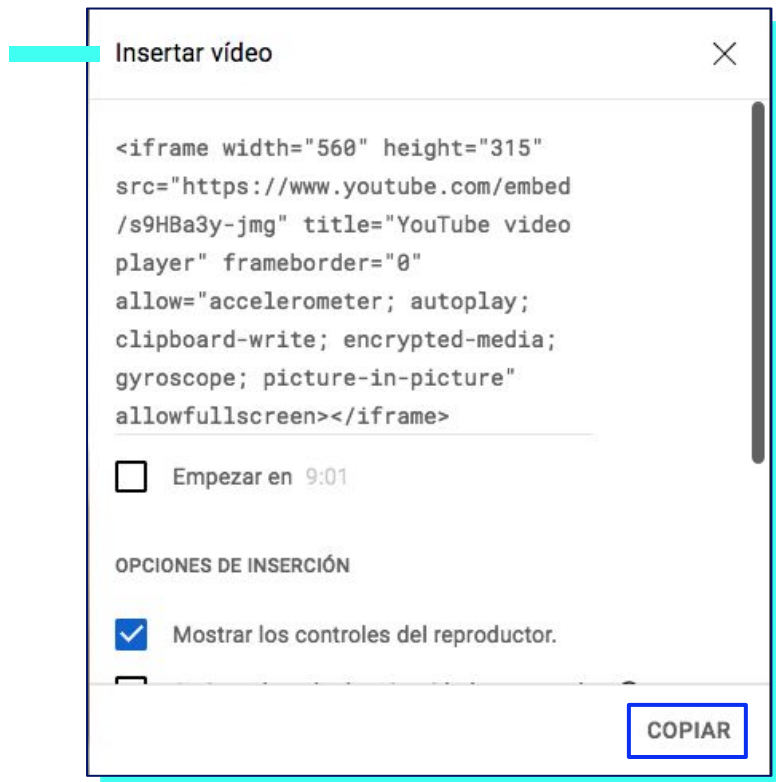 Insertar vídeo
<iframe width="560" height="315"
src="https://www.youtube.com/embed
/s9HBa3y-jmg" title="YouTube video
player" frameborder="0"
allow="accelerometer; autoplay;
clipboard-write; encrypted-media;
gyroscope; picture-in-picture"
allowfullscreen></iframe>
Empezar en 9:01
OPCIONES DE INSERCIÓN
Mostrar los controles del reproductor.
COPIAR